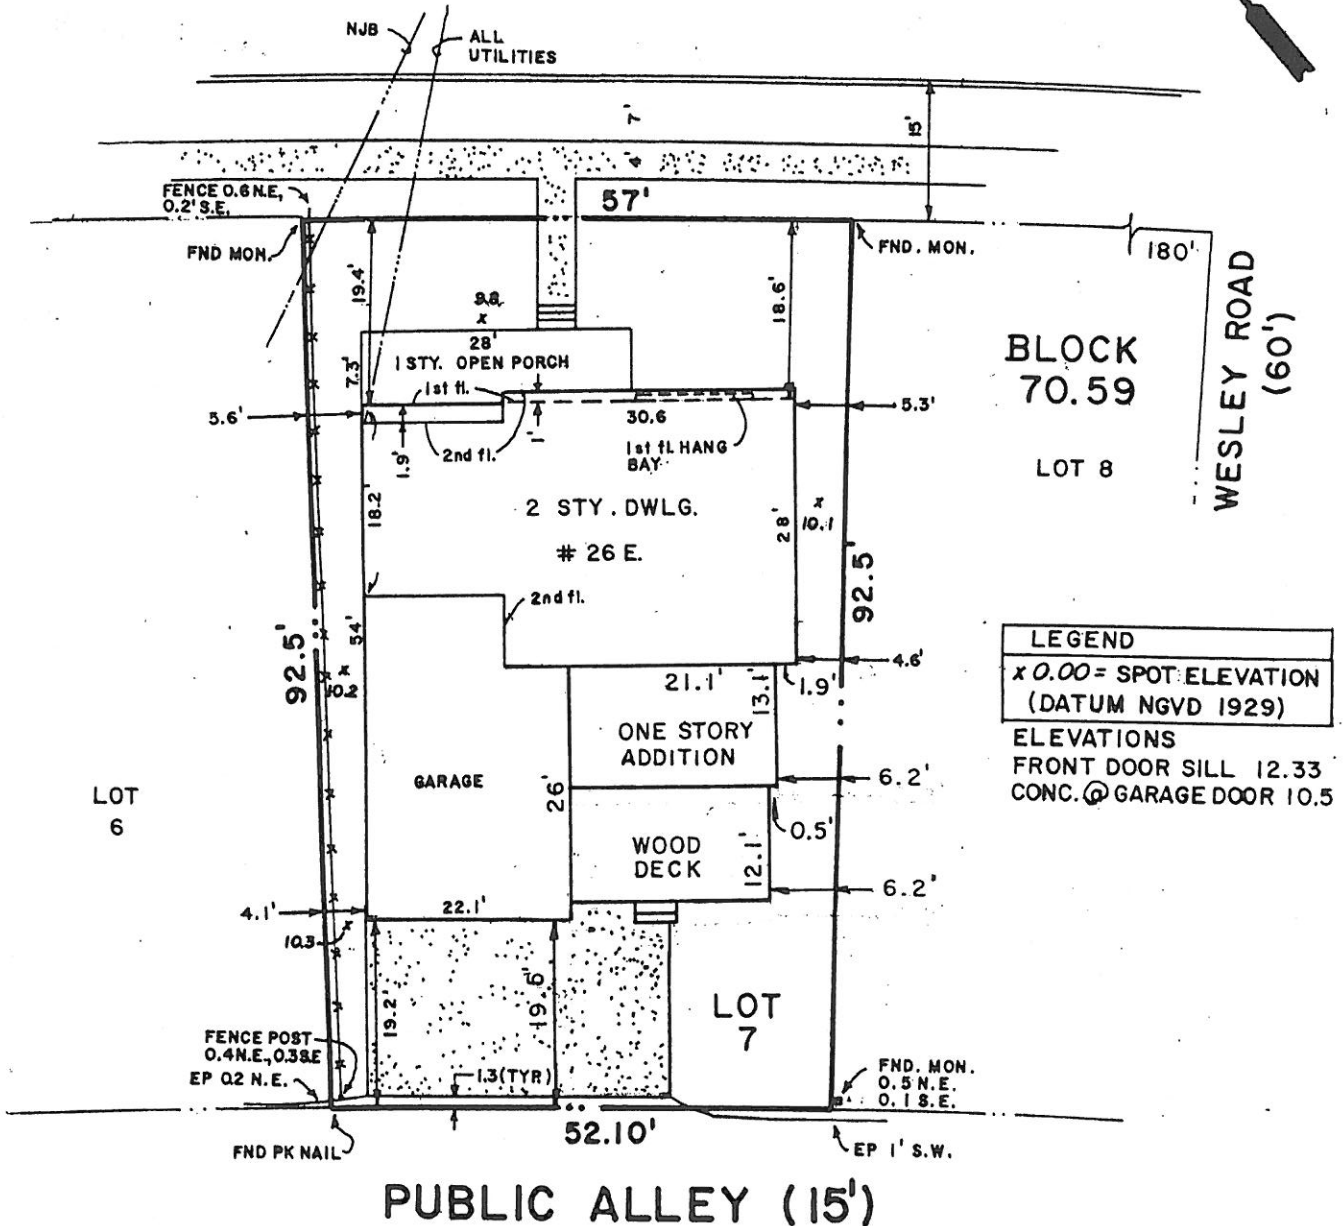 NJB
ALL
UTILITIES
7'
15'
4'
FENCE 0.6 N.E,
0.2' S.E,
57'
FND MON.
FND. MON.
180'
WESLEY ROAD
(60')
19.4'
18.6'
9.8
x
28'
1 STY. OPEN PORCH
7.3'
1st fl.
BLOCK
70.59
5.6'
5.3'
30.6
1'
1.9'
2nd fl.
1st fl. HANG
BAY
LOT 8
18.2'
2 STY. DWLG.
# 26 E.
28'
x
10.1
92.5'
2nd fl.
54'
92.5'
x
10.2
4.6'
1.9'
21.1'
13.1'
ONE STORY
ADDITION
LEGEND
x 0.00 = SPOT ELEVATION
(DATUM NGVD 1929)
ELEVATIONS
FRONT DOOR SILL 12.33
CONC. @ GARAGE DOOR 10.5
GARAGE
26'
6.2'
LOT
6
0.5'
WOOD
DECK
12.1'
6.2'
4.1'
22.1'
10.3
x
19.2'
19.6'
LOT
7
FENCE POST
0.4 N.E., 0.3 S.E
EP 0.2 N.E.
1.3 (TYP.)
FND. MON.
0.5 N.E.
0.1 S.E.
52.10'
FND PK NAIL
EP 1' S.W.
PUBLIC ALLEY (15')